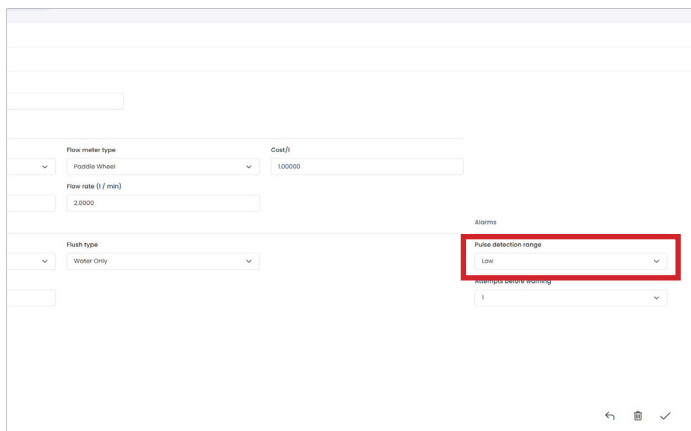 Flow meter type
Cost/l
Paddle Wheel
1.00000
Flow rate (l / min)
2.0000
Alarms
Flush type
Pulse detection range
Water Only
Low
Attempts before warning
1